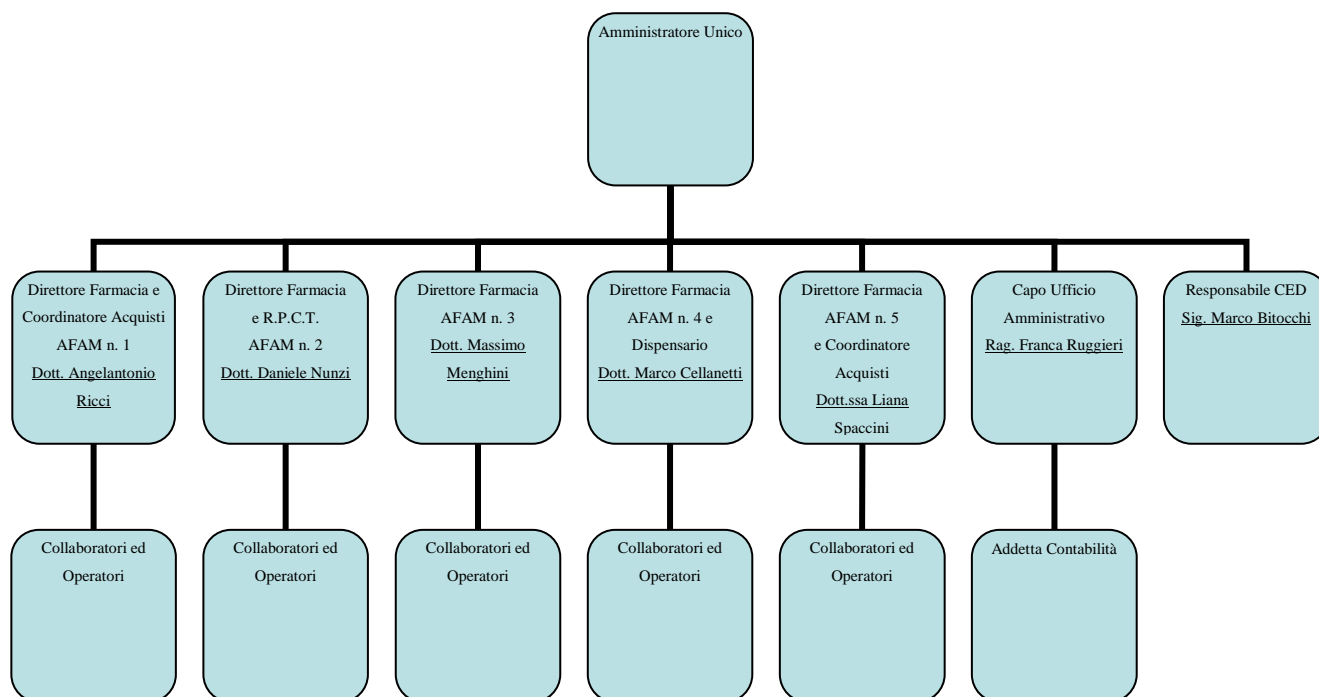 Amministratore Unico
Direttore Farmacia e
Coordinatore Acquisti
AFAM n. 1
Dott. Angelantonio
Ricci
Direttore Farmacia
e R.P.C.T.
AFAM n. 2
Dott. Daniele Nunzi
Direttore Farmacia
AFAM n. 3
Dott. Massimo
Menghini
Direttore Farmacia
AFAM n. 4 e
Dispensario
Dott. Marco Cellanetti
Direttore Farmacia
AFAM n. 5
e Coordinatore
Acquisti
Dott.ssa Liana
Spaccini
Capo Ufficio
Amministrativo
Rag. Franca Ruggieri
Responsabile CED
Sig. Marco Bitocchi
Collaboratori ed
Operatori
Collaboratori ed
Operatori
Collaboratori ed
Operatori
Collaboratori ed
Operatori
Collaboratori ed
Operatori
Addetta Contabilità